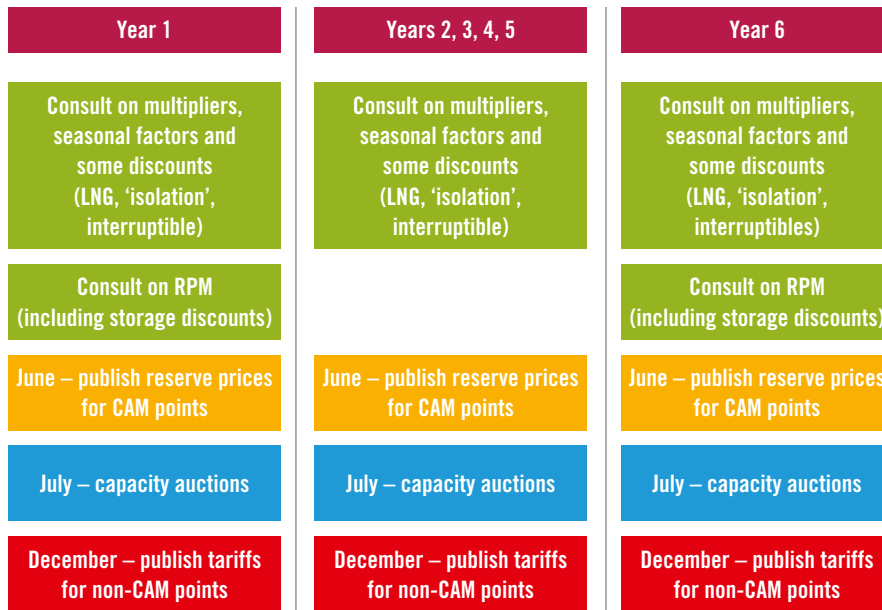 Year 1
Consult on multipliers,
seasonal factors and
some discounts
(LNG, ‘isolation’,
interruptible)
Consult on RPM
(including storage discounts)
June – publish reserve prices
for CAM points
July – capacity auctions
December – publish tariffs
for non-CAM points
Years 2, 3, 4, 5
Consult on multipliers,
seasonal factors and
some discounts
(LNG, ‘isolation’,
interruptible)
June – publish reserve prices
for CAM points
July – capacity auctions
December – publish tariffs
for non-CAM points
Year 6
Consult on multipliers,
seasonal factors and
some discounts
(LNG, ‘isolation’,
interruptibles)
Consult on RPM
(including storage discounts)
June – publish reserve prices
for CAM points
July – capacity auctions
December – publish tariffs
for non-CAM points